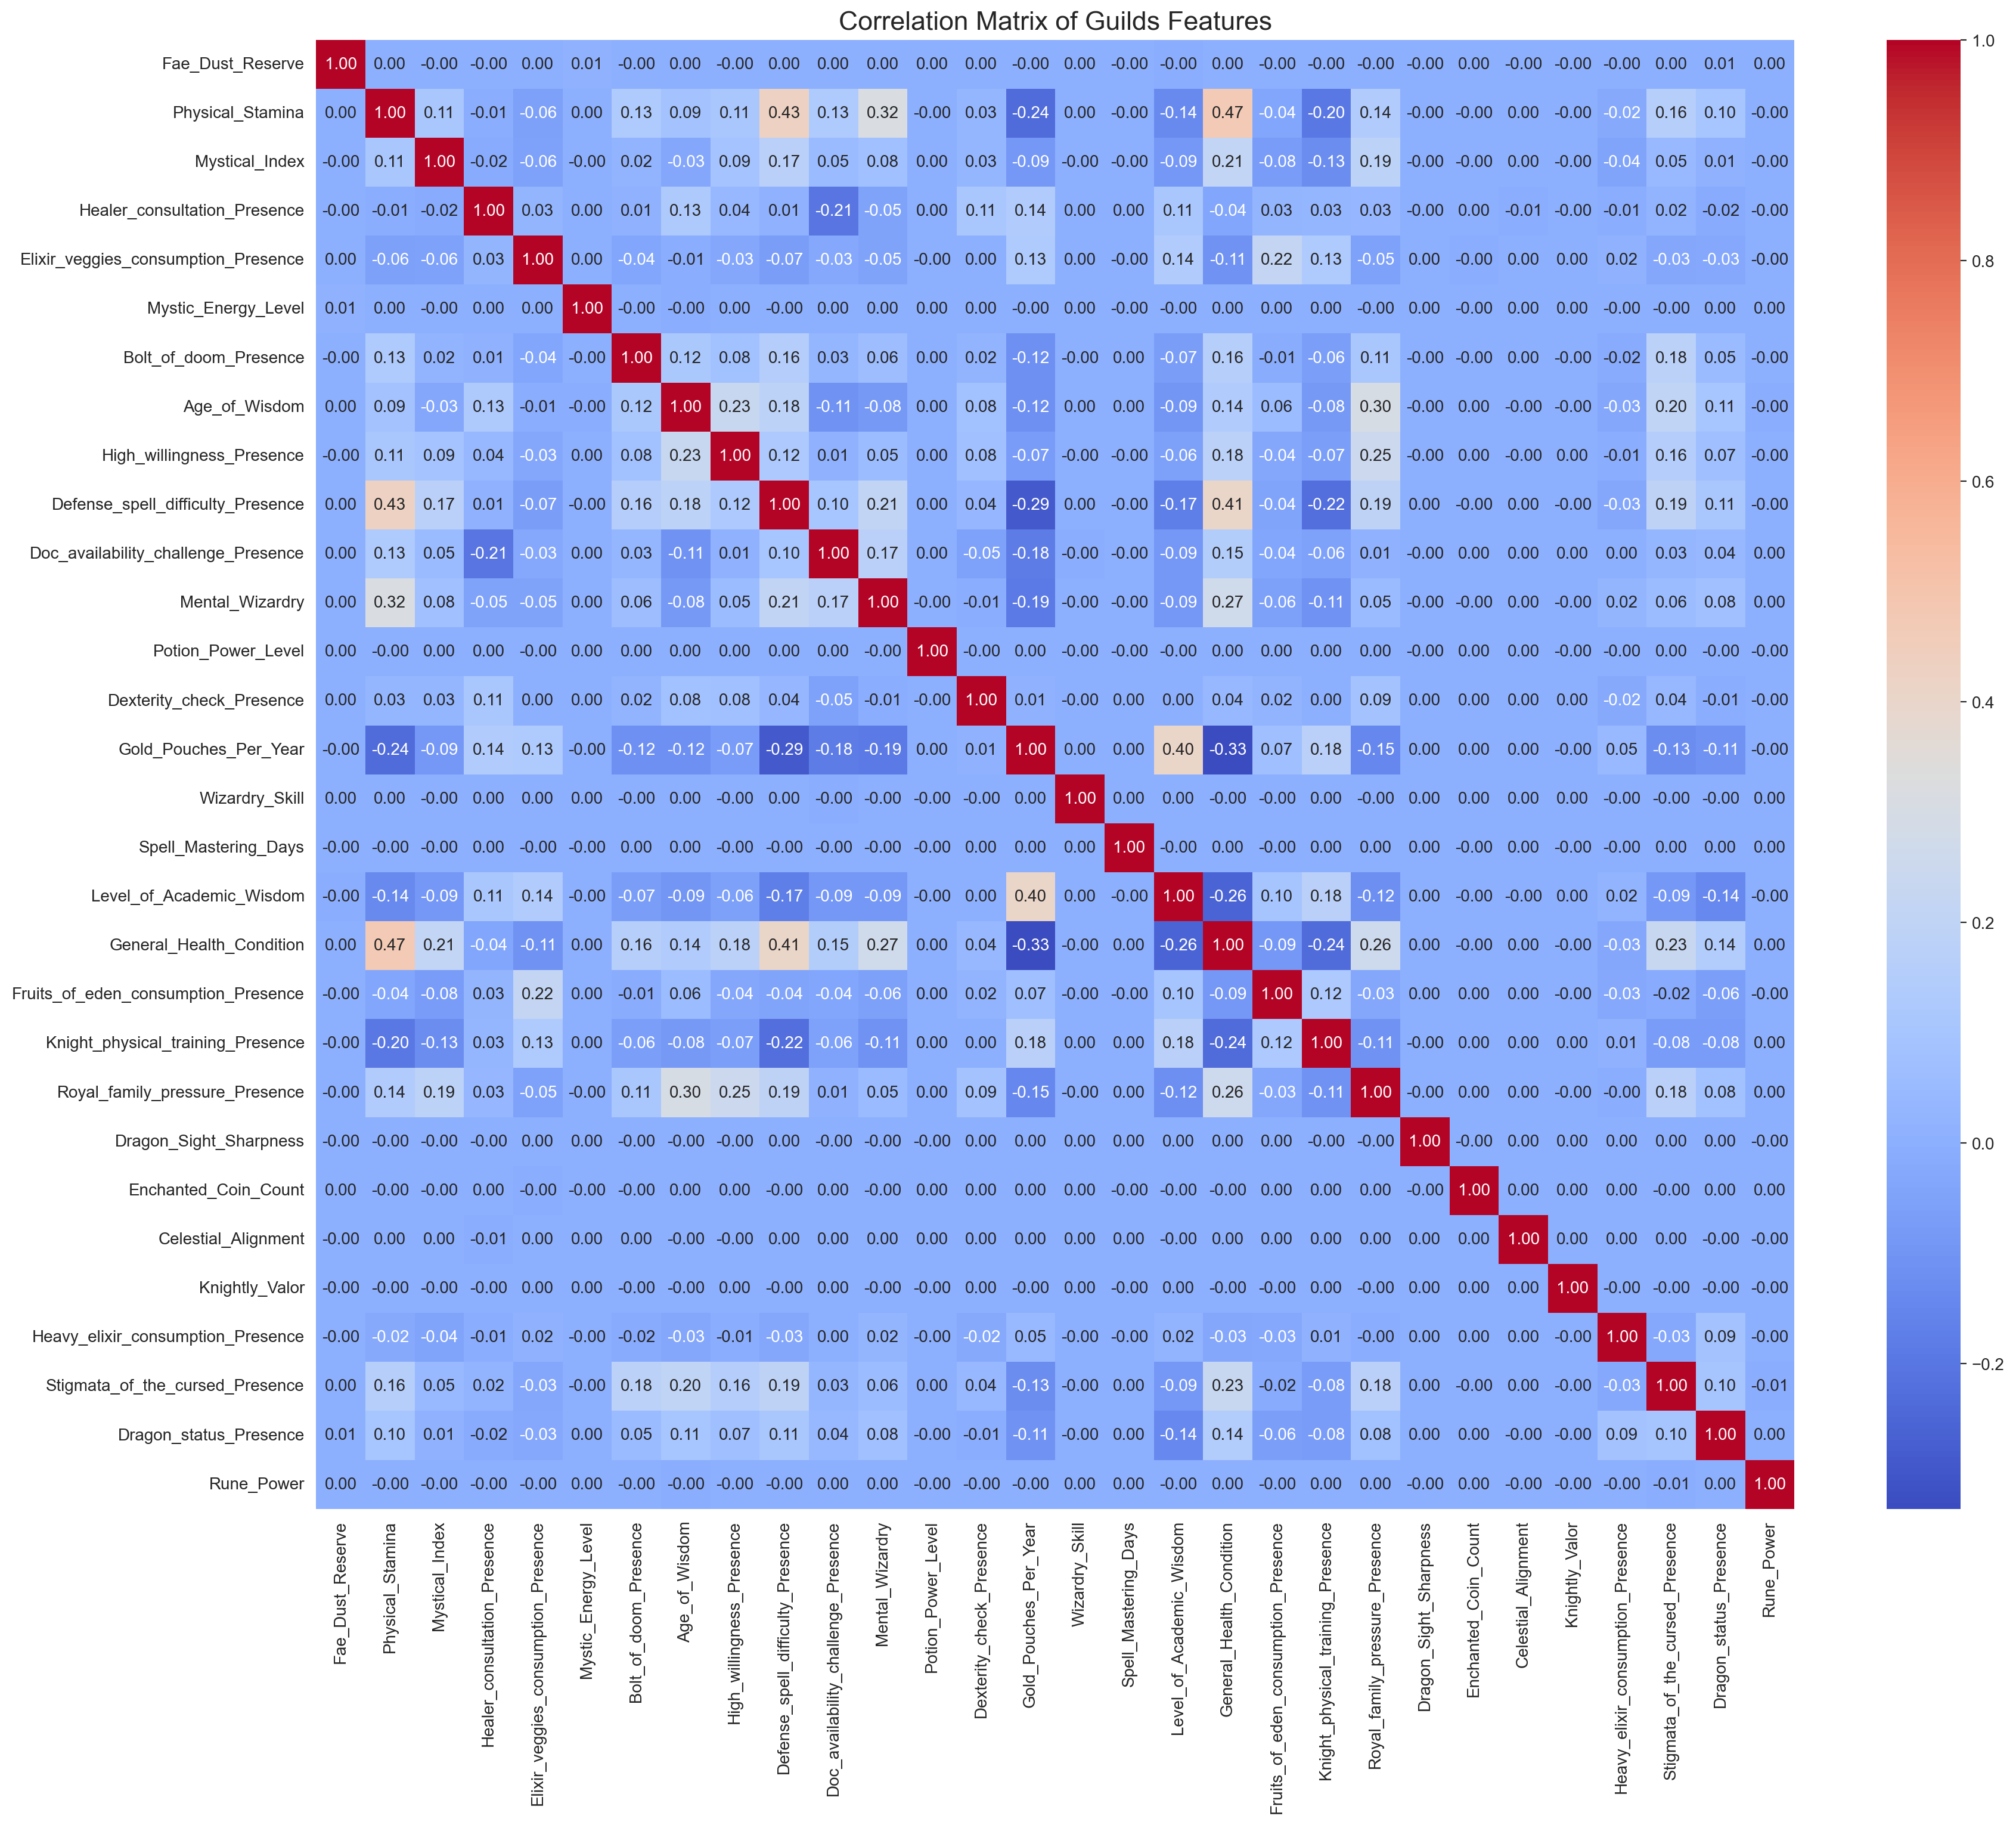 Correlation Matrix of Guilds Features
Fae_Dust_Reserve 1.00 0.00 -0.00 -0.00 0.00 0.01 -0.00 0.00 -0.00 0.00 0.00 0.00 0.00 0.00 -0.00 0.00 -0.00 -0.00 0.00 -0.00 -0.00 -0.00 -0.00 0.00 -0.00 -0.00 -0.00 0.00 0.01 0.00
Physical_Stamina 0.00 1.00 0.11 -0.01 -0.06 0.00 0.13 0.09 0.11 0.43 0.13 0.32 -0.00 0.03 -0.24 0.00 -0.00 -0.14 0.47 -0.04 -0.20 0.14 -0.00 -0.00 0.00 -0.00 -0.02 0.16 0.10 -0.00
Mystical_Index -0.00 0.11 1.00 -0.02 -0.06 -0.00 0.02 -0.03 0.09 0.17 0.05 0.08 0.00 0.03 -0.09 -0.00 -0.00 -0.09 0.21 -0.08 -0.13 0.19 -0.00 -0.00 0.00 -0.00 -0.04 0.05 0.01 -0.00
Healer_consultation_Presence -0.00 -0.01 -0.02 1.00 0.03 0.00 0.01 0.13 0.04 0.01 -0.21 -0.05 0.00 0.11 0.14 0.00 0.00 0.11 -0.04 0.03 0.03 0.03 -0.00 0.00 -0.01 -0.00 -0.01 0.02 -0.02 -0.00
Elixir_veggies_consumption_Presence 0.00 -0.06 -0.06 0.03 1.00 0.00 -0.04 -0.01 -0.03 -0.07 -0.03 -0.05 -0.00 0.00 0.13 0.00 -0.00 0.14 -0.11 0.22 0.13 -0.05 0.00 -0.00 0.00 -0.00 0.02 -0.03 -0.03 -0.00
Mystic_Energy_Level 0.01 0.00 -0.00 0.00 0.00 1.00 -0.00 -0.00 0.00 -0.00 0.00 0.00 0.00 0.00 -0.00 0.00 -0.00 0.00 0.00 0.00 0.00 -0.00 0.00 -0.00 0.00 0.00 -0.00 -0.00 0.00 0.00
Bolt_of_doom_Presence -0.00 0.13 0.02 0.01 -0.04 -0.00 1.00 0.12 0.08 0.16 0.03 0.06 0.00 0.02 -0.12 -0.00 0.00 -0.07 0.16 -0.01 -0.06 0.11 -0.00 -0.00 0.00 -0.00 -0.02 0.18 0.05 -0.00
Age_of_Wisdom 0.00 0.09 -0.03 0.13 -0.01 -0.00 0.12 1.00 0.23 0.18 -0.11 -0.08 0.00 0.08 -0.12 0.00 0.00 -0.09 0.14 0.06 -0.08 0.30 -0.00 0.00 -0.00 -0.00 -0.03 0.20 0.11 -0.00
High_willingness_Presence -0.00 0.11 0.09 0.04 -0.03 0.00 0.08 0.23 1.00 0.12 0.01 0.05 0.00 0.08 -0.07 -0.00 -0.00 -0.06 0.18 -0.04 -0.07 0.25 -0.00 0.00 -0.00 -0.00 -0.01 0.16 0.07 -0.00
Defense_spell_difficulty_Presence 0.00 0.43 0.17 0.01 -0.07 -0.00 0.16 0.18 0.12 1.00 0.10 0.21 0.00 0.04 -0.29 0.00 -0.00 -0.17 0.41 -0.04 -0.22 0.19 0.00 -0.00 0.00 -0.00 -0.03 0.19 0.11 -0.00
Doc_availability_challenge_Presence 0.00 0.13 0.05 -0.21 -0.03 0.00 0.03 -0.11 0.01 0.10 1.00 0.17 0.00 -0.05 -0.18 -0.00 -0.00 -0.09 0.15 -0.04 -0.06 0.01 0.00 0.00 0.00 0.00 0.00 0.03 0.04 0.00
Mental_Wizardry 0.00 0.32 0.08 -0.05 -0.05 0.00 0.06 -0.08 0.05 0.21 0.17 1.00 -0.00 -0.01 -0.19 -0.00 -0.00 -0.09 0.27 -0.06 -0.11 0.05 -0.00 -0.00 0.00 -0.00 0.02 0.06 0.08 0.00
Potion_Power_Level 0.00 -0.00 0.00 0.00 -0.00 0.00 0.00 0.00 0.00 0.00 0.00 -0.00 1.00 -0.00 0.00 -0.00 -0.00 -0.00 0.00 0.00 0.00 0.00 -0.00 0.00 -0.00 0.00 -0.00 0.00 -0.00 0.00
Dexterity_check_Presence 0.00 0.03 0.03 0.11 0.00 0.00 0.02 0.08 0.08 0.04 -0.05 -0.01 -0.00 1.00 0.01 -0.00 0.00 0.00 0.04 0.02 0.00 0.09 -0.00 0.00 0.00 -0.00 -0.02 0.04 -0.01 0.00
Gold_Pouches_Per_Year -0.00 -0.24 -0.09 0.14 0.13 -0.00 -0.12 -0.12 -0.07 -0.29 -0.18 -0.19 0.00 0.01 1.00 0.00 0.00 0.40 -0.33 0.07 0.18 -0.15 0.00 0.00 0.00 -0.00 0.05 -0.13 -0.11 -0.00
Wizardry_Skill 0.00 0.00 -0.00 0.00 0.00 0.00 -0.00 0.00 -0.00 0.00 -0.00 -0.00 -0.00 -0.00 0.00 1.00 0.00 0.00 -0.00 -0.00 0.00 -0.00 0.00 0.00 0.00 0.00 -0.00 -0.00 -0.00 0.00
Spell_Mastering_Days -0.00 -0.00 -0.00 0.00 -0.00 -0.00 0.00 0.00 -0.00 -0.00 -0.00 -0.00 -0.00 0.00 0.00 0.00 1.00 -0.00 0.00 -0.00 0.00 0.00 0.00 -0.00 0.00 -0.00 -0.00 0.00 0.00 0.00
Level_of_Academic_Wisdom -0.00 -0.14 -0.09 0.11 0.14 0.00 -0.07 -0.09 -0.06 -0.17 -0.09 -0.09 -0.00 0.00 0.40 0.00 -0.00 1.00 -0.26 0.10 0.18 -0.12 0.00 -0.00 -0.00 0.00 0.02 -0.09 -0.14 -0.00
General_Health_Condition 0.00 0.47 0.21 -0.04 -0.11 0.00 0.16 0.14 0.18 0.41 0.15 0.27 0.00 0.04 -0.33 -0.00 0.00 -0.26 1.00 -0.09 -0.24 0.26 0.00 -0.00 0.00 -0.00 -0.03 0.23 0.14 0.00
Fruits_of_eden_consumption_Presence -0.00 -0.04 -0.08 0.03 0.22 0.00 -0.01 0.06 -0.04 -0.04 -0.04 -0.06 0.00 0.02 0.07 -0.00 -0.00 0.10 -0.09 1.00 0.12 -0.03 0.00 0.00 0.00 -0.00 -0.03 -0.02 -0.06 -0.00
Knight_physical_training_Presence -0.00 -0.20 -0.13 0.03 0.13 0.00 -0.06 -0.08 -0.07 -0.22 -0.06 -0.11 0.00 0.00 0.18 0.00 0.00 0.18 -0.24 0.12 1.00 -0.11 -0.00 0.00 0.00 -0.00 0.01 -0.08 -0.08 0.00
Royal_family_pressure_Presence -0.00 0.14 0.19 0.03 -0.05 -0.00 0.11 0.30 0.25 0.19 0.01 0.05 0.00 0.09 -0.15 -0.00 0.00 -0.12 0.26 -0.03 -0.11 1.00 -0.00 0.00 0.00 -0.00 -0.00 0.18 0.08 0.00
Dragon_Sight_Sharpness -0.00 -0.00 -0.00 -0.00 0.00 0.00 -0.00 -0.00 -0.00 0.00 0.00 -0.00 -0.00 -0.00 0.00 0.00 0.00 0.00 0.00 0.00 -0.00 -0.00 1.00 -0.00 0.00 -0.00 0.00 0.00 0.00 -0.00
Enchanted_Coin_Count 0.00 -0.00 -0.00 0.00 -0.00 -0.00 -0.00 0.00 0.00 -0.00 0.00 -0.00 0.00 0.00 0.00 0.00 -0.00 -0.00 -0.00 0.00 0.00 0.00 -0.00 1.00 0.00 0.00 0.00 -0.00 0.00 0.00
Celestial_Alignment -0.00 0.00 0.00 -0.01 0.00 0.00 0.00 -0.00 -0.00 0.00 0.00 0.00 -0.00 0.00 0.00 0.00 0.00 -0.00 0.00 0.00 0.00 0.00 0.00 0.00 1.00 0.00 0.00 0.00 -0.00 -0.00
Knightly_Valor -0.00 -0.00 -0.00 -0.00 -0.00 0.00 -0.00 -0.00 -0.00 -0.00 0.00 -0.00 0.00 -0.00 -0.00 0.00 -0.00 0.00 -0.00 -0.00 -0.00 -0.00 -0.00 0.00 0.00 1.00 -0.00 -0.00 -0.00 -0.00
Heavy_elixir_consumption_Presence -0.00 -0.02 -0.04 -0.01 0.02 -0.00 -0.02 -0.03 -0.01 -0.03 0.00 0.02 -0.00 -0.02 0.05 -0.00 -0.00 0.02 -0.03 -0.03 0.01 -0.00 0.00 0.00 0.00 -0.00 1.00 -0.03 0.09 -0.00
Stigmata_of_the_cursed_Presence 0.00 0.16 0.05 0.02 -0.03 -0.00 0.18 0.20 0.16 0.19 0.03 0.06 0.00 0.04 -0.13 -0.00 0.00 -0.09 0.23 -0.02 -0.08 0.18 0.00 -0.00 0.00 -0.00 -0.03 1.00 0.10 -0.01
Dragon_status_Presence 0.01 0.10 0.01 -0.02 -0.03 0.00 0.05 0.11 0.07 0.11 0.04 0.08 -0.00 -0.01 -0.11 -0.00 0.00 -0.14 0.14 -0.06 -0.08 0.08 0.00 0.00 -0.00 -0.00 0.09 0.10 1.00 0.00
Rune_Power 0.00 -0.00 -0.00 -0.00 -0.00 0.00 -0.00 -0.00 -0.00 -0.00 0.00 0.00 0.00 0.00 -0.00 0.00 0.00 -0.00 0.00 -0.00 0.00 0.00 -0.00 0.00 -0.00 -0.00 -0.00 -0.01 0.00 1.00
Fae_Dust_Reserve
Physical_Stamina
Mystical_Index
Healer_consultation_Presence
Elixir_veggies_consumption_Presence
Mystic_Energy_Level
Bolt_of_doom_Presence
Age_of_Wisdom
High_willingness_Presence
Defense_spell_difficulty_Presence
Doc_availability_challenge_Presence
Mental_Wizardry
Potion_Power_Level
Dexterity_check_Presence
Gold_Pouches_Per_Year
Wizardry_Skill
Spell_Mastering_Days
Level_of_Academic_Wisdom
General_Health_Condition
Fruits_of_eden_consumption_Presence
Knight_physical_training_Presence
Royal_family_pressure_Presence
Dragon_Sight_Sharpness
Enchanted_Coin_Count
Celestial_Alignment
Knightly_Valor
Heavy_elixir_consumption_Presence
Stigmata_of_the_cursed_Presence
Dragon_status_Presence
Rune_Power
1.0
0.8
0.6
0.4
0.2
0.0
−0.2